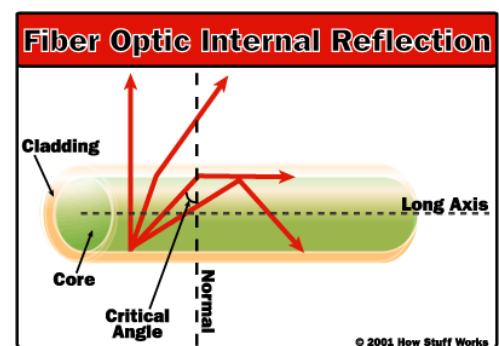 Fiber Optic Internal Reflection
Cladding
Long Axis
Core
Critical
Angle
Normal
© 2001 How Stuff Works